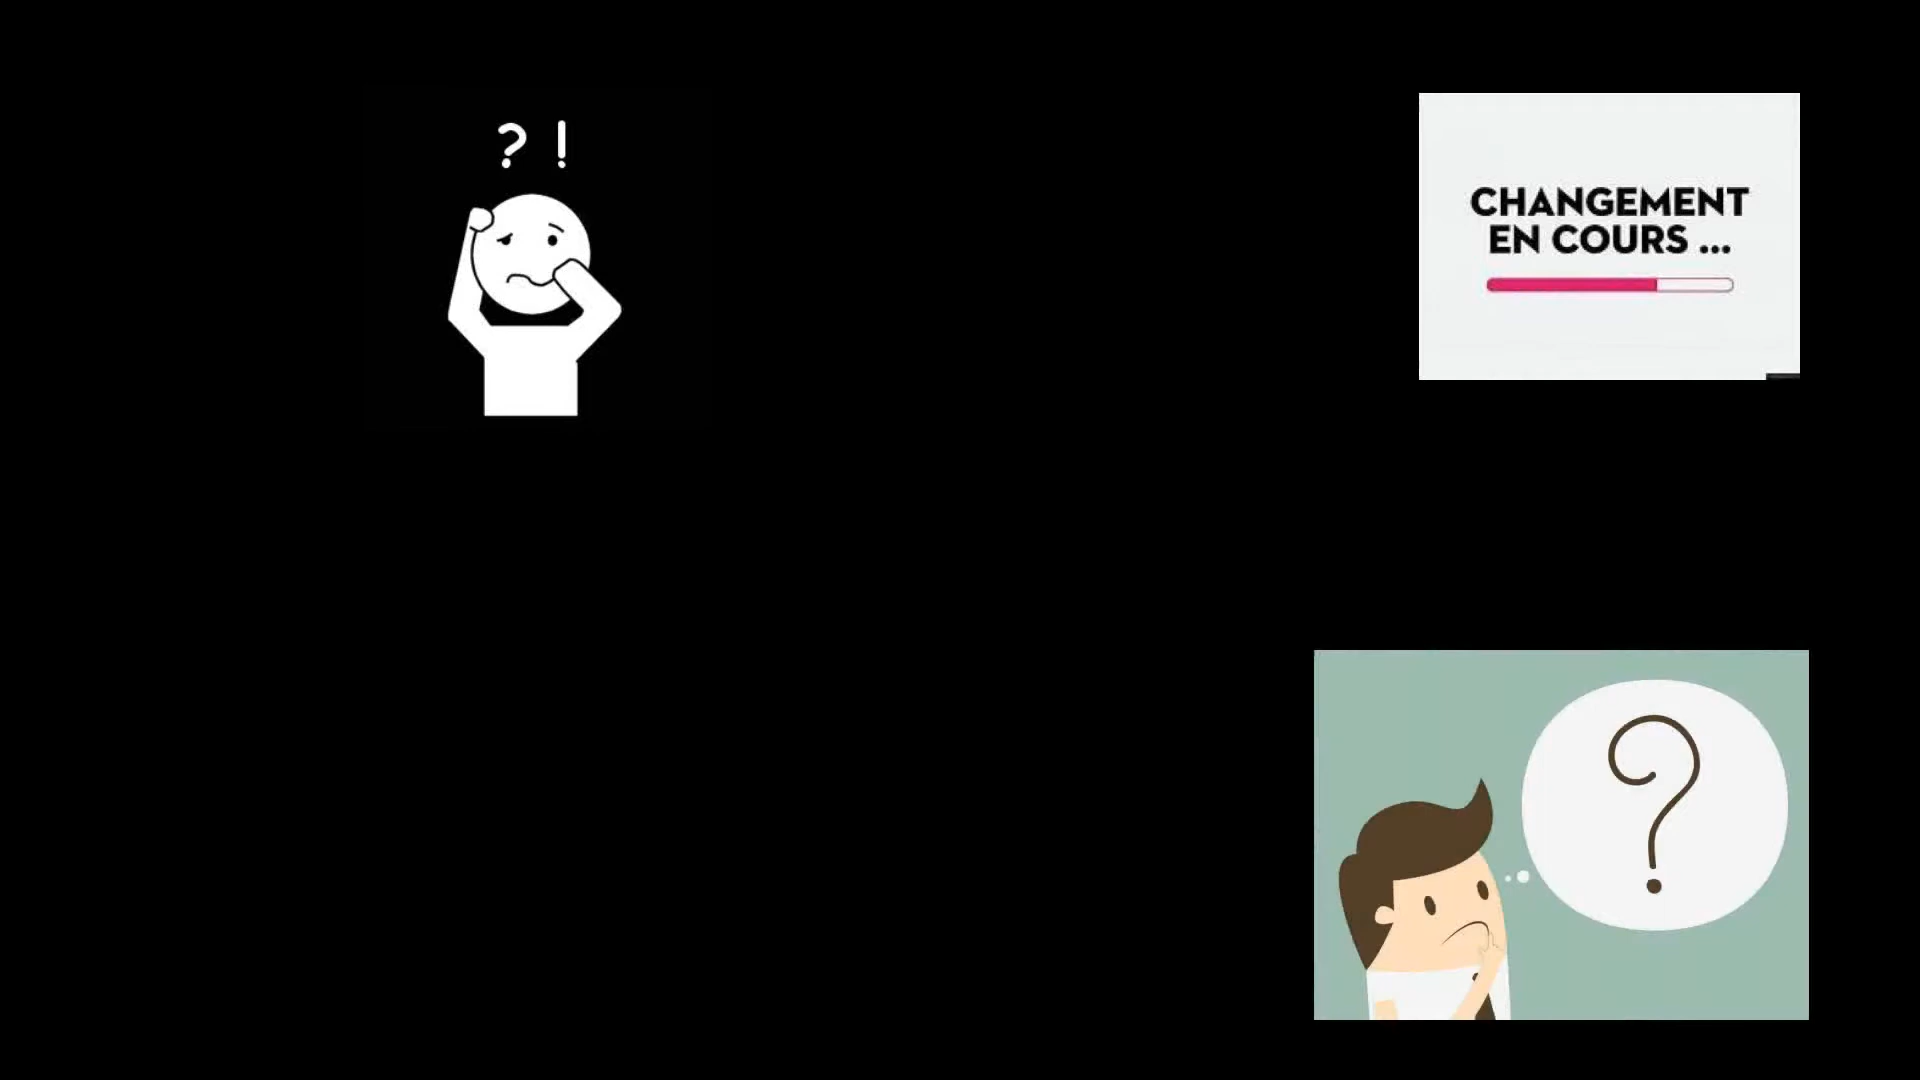 ? !
CHANGEMENT
EN COURS ...
?